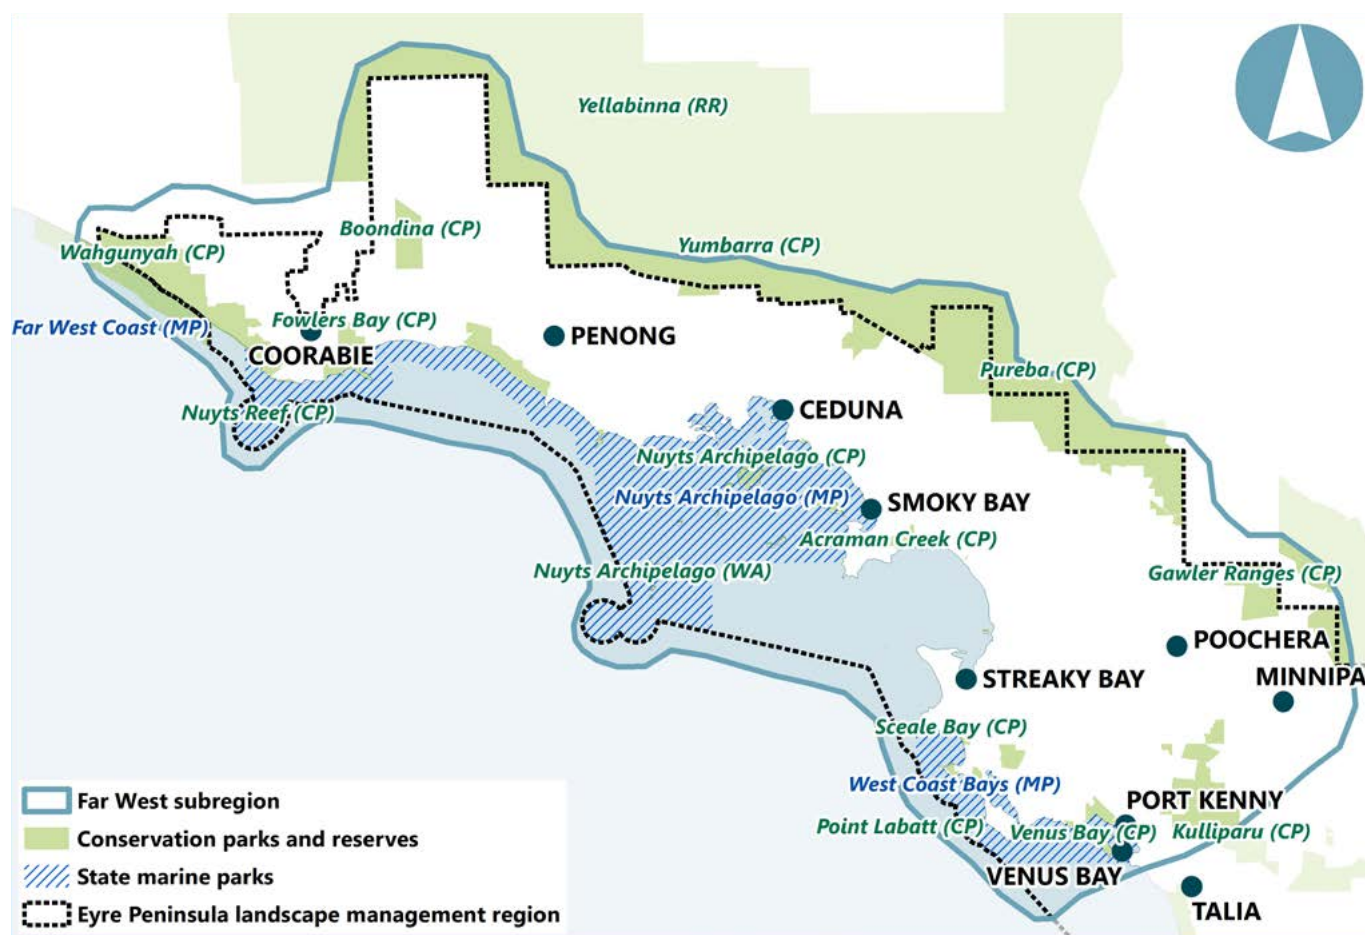 Yellabinna (RR)
Boondina (CP)
Yumbarra (CP)
Wahgunyah (CP)
Far West Coast (MP)
Fowlers Bay (CP)
COORABIE
PENONG
Pureba (CP)
Nuyts Reef (CP)
CEDUNA
Nuyts Archipelago (CP)
Nuyts Archipelago (MP)
SMOKY BAY
Acraman Creek (CP)
Nuyts Archipelago (WA)
Gawler Ranges (CP)
POOCHERA
MINNIPA
STREAKY BAY
Sceale Bay (CP)
West Coast Bays (MP)
PORT KENNY
Point Labatt (CP)
Venus Bay (CP)
Kulliparu (CP)
VENUS BAY
TALIA
Far West subregion
Conservation parks and reserves
State marine parks
Eyre Peninsula landscape management region